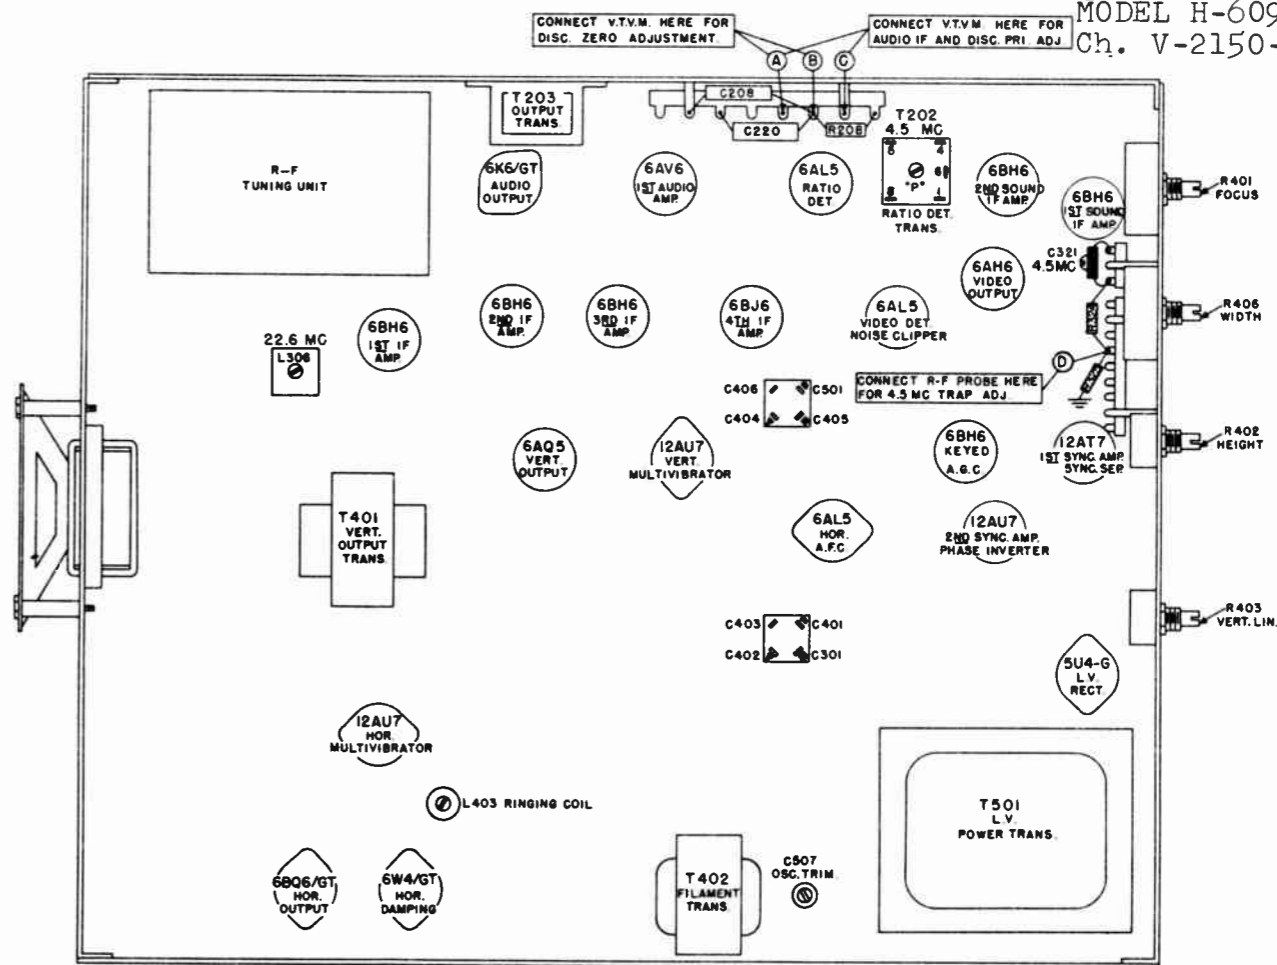 MODEL H-609
Ch. V-2150-
CONNECT V.T.V.M. HERE FOR
DISC. ZERO ADJUSTMENT.
CONNECT V.T.V.M. HERE FOR
AUDIO IF AND DISC. PRI. ADJ.
A
B
C
T203
OUTPUT
TRANS.
C208
C220
R208
T202
4.5 MC
5
4
6
"P"
1
RATIO DET.
TRANS.
R-F
TUNING UNIT
6K6/GT
AUDIO
OUTPUT
6AV6
1ST AUDIO
AMP.
6AL5
RATIO
DET.
6BH6
2ND SOUND
IF AMP.
6BH6
1ST SOUND
IF AMP.
R401
FOCUS
C321
4.5MC
6AH6
VIDEO
OUTPUT
6BH6
1ST IF
AMP.
6BH6
2ND IF
AMP.
6BH6
3RD IF
AMP.
6BJ6
4TH IF
AMP.
6AL5
VIDEO DET.
NOISE CLIPPER
R406
WIDTH
22.6 MC
L306
D
CONNECT R-F PROBE HERE
FOR 4.5 MC TRAP ADJ.
C406
C501
C404
C405
6AQ5
VERT.
OUTPUT
12AU7
VERT.
MULTIVIBRATOR
6BH6
KEYED
A.G.C.
12AT7
1ST SYNC. AMP.
SYNC. SEP.
R402
HEIGHT
T401
VERT.
OUTPUT
TRANS.
6AL5
HOR.
A.F.C.
12AU7
2ND SYNC. AMP.
PHASE INVERTER
C403
C401
C402
C301
R403
VERT. LIN.
5U4-G
L.V.
RECT.
12AU7
HOR.
MULTIVIBRATOR
L403 RINGING COIL
T501
L.V.
POWER TRANS.
6BQ6/GT
HOR.
OUTPUT
6W4/GT
HOR.
DAMPING
T402
FILAMENT
TRANS.
C507
OSC. TRIM.